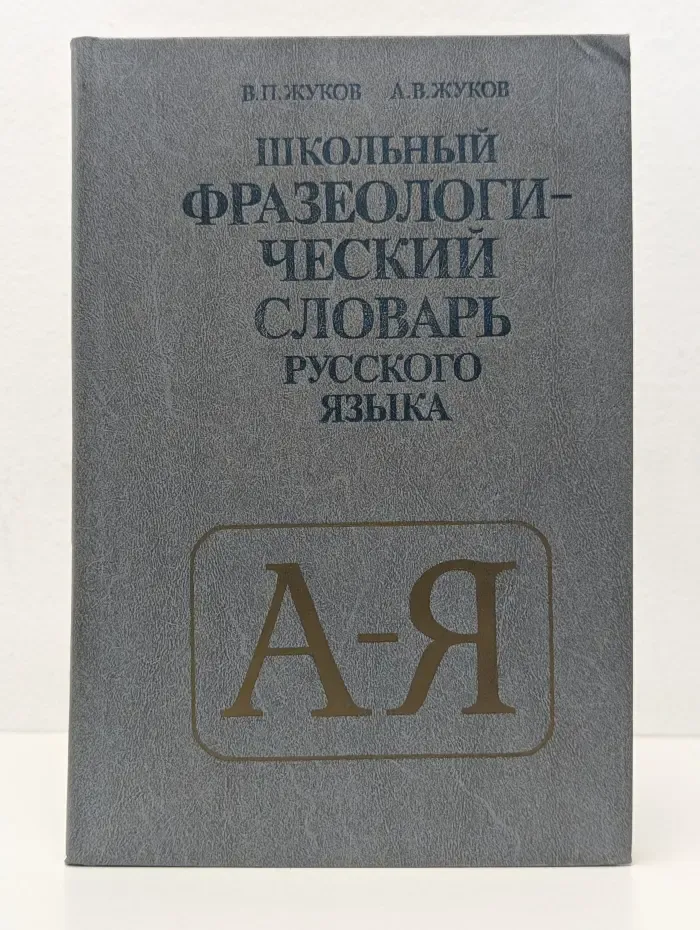 В.П.ЖУКОВ А.В.ЖУКОВ
ШКОЛЬНЫЙ
ФРАЗЕОЛОГИ-
ЧЕСКИЙ
СЛОВАРЬ
РУССКОГО
ЯЗЫКА
А-Я